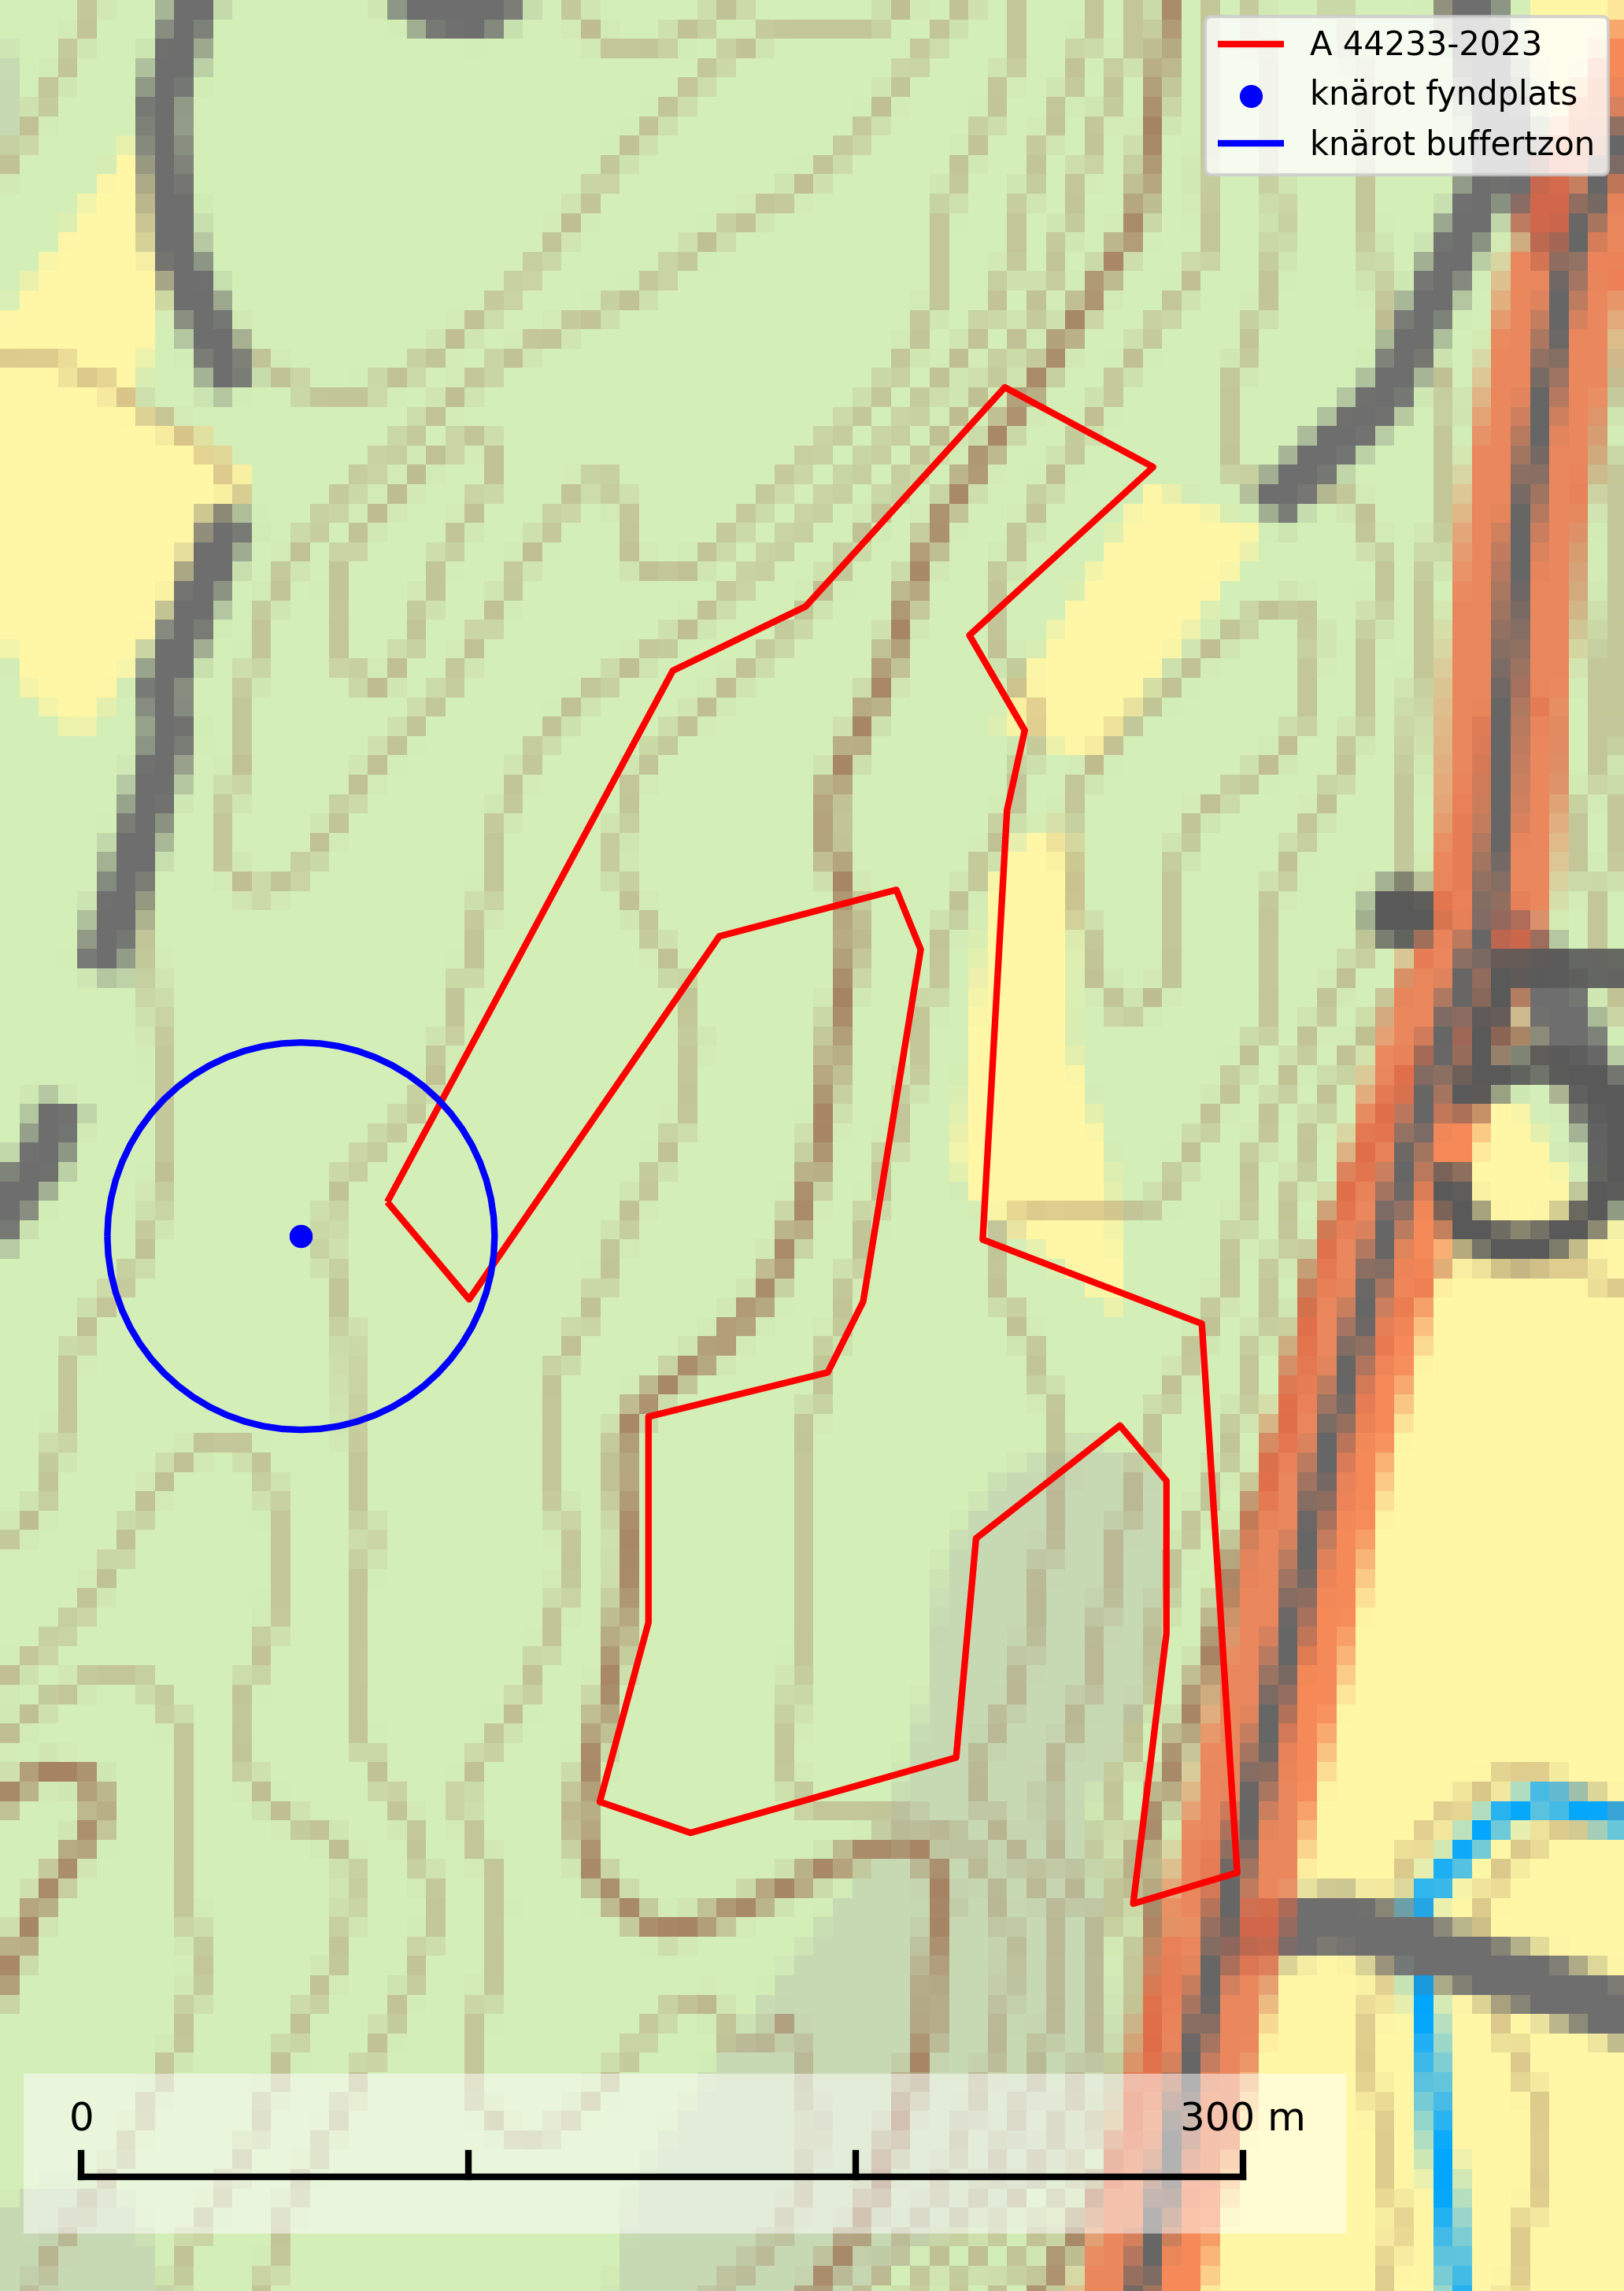 A 44233-2023
knärot fyndplats
knärot buffertzon
0
300 m